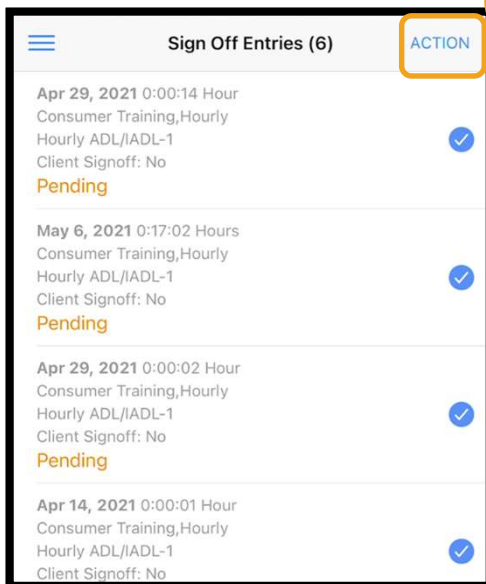 Sign Off Entries (6)
ACTION
Apr 29, 2021 0:00:14 Hour
Consumer Training,Hourly
Hourly ADL/IADL-1
Client Signoff: No
Pending
May 6, 2021 0:17:02 Hours
Consumer Training,Hourly
Hourly ADL/IADL-1
Client Signoff: No
Pending
Apr 29, 2021 0:00:02 Hour
Consumer Training,Hourly
Hourly ADL/IADL-1
Client Signoff: No
Pending
Apr 14, 2021 0:00:01 Hour
Consumer Training,Hourly
Hourly ADL/IADL-1
Client Signoff: No